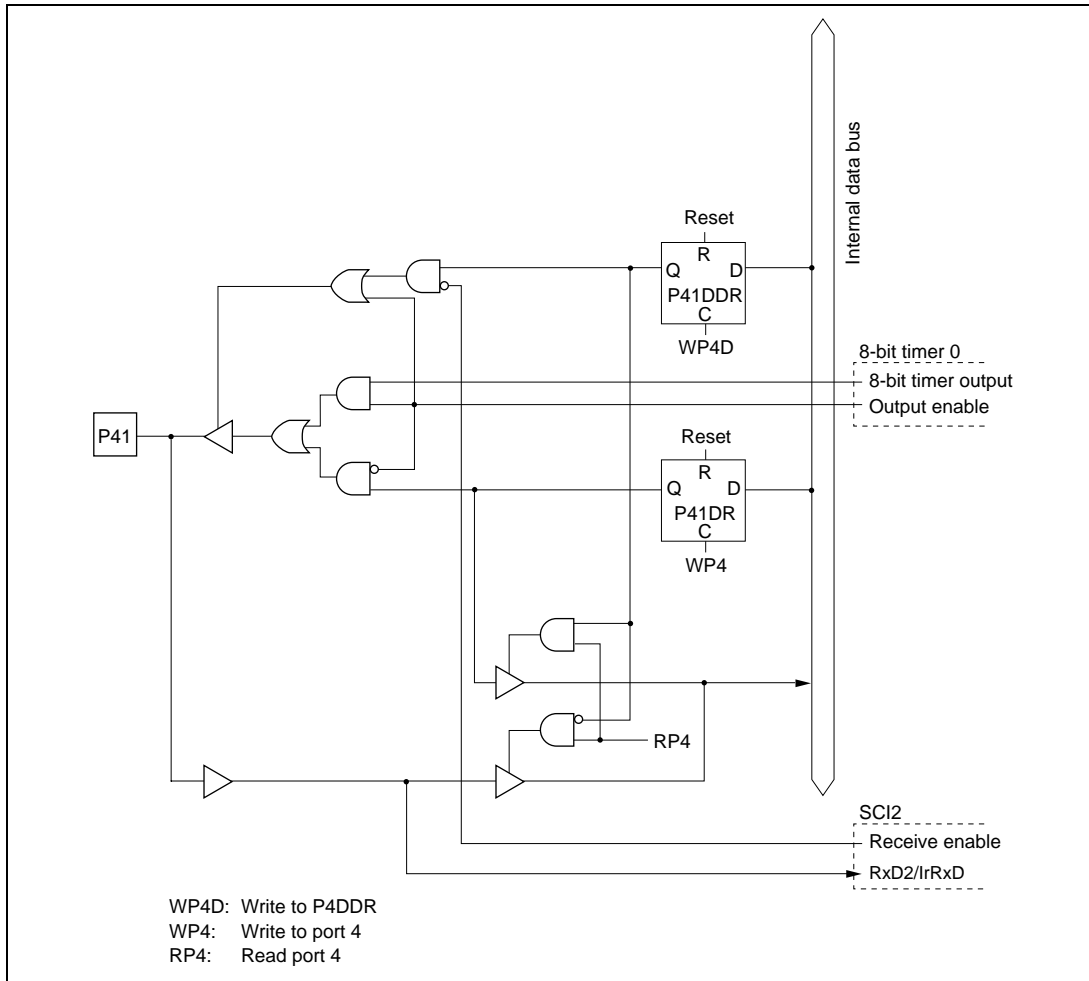 Internal data bus
Reset
R
Q D
P41DDR
C
WP4D
8-bit timer 0
8-bit timer output
Output enable
P41
Reset
R
Q D
P41DR
C
WP4
RP4
SCI2
Receive enable
RxD2/IrRxD
WP4D: Write to P4DDR
WP4: Write to port 4
RP4: Read port 4